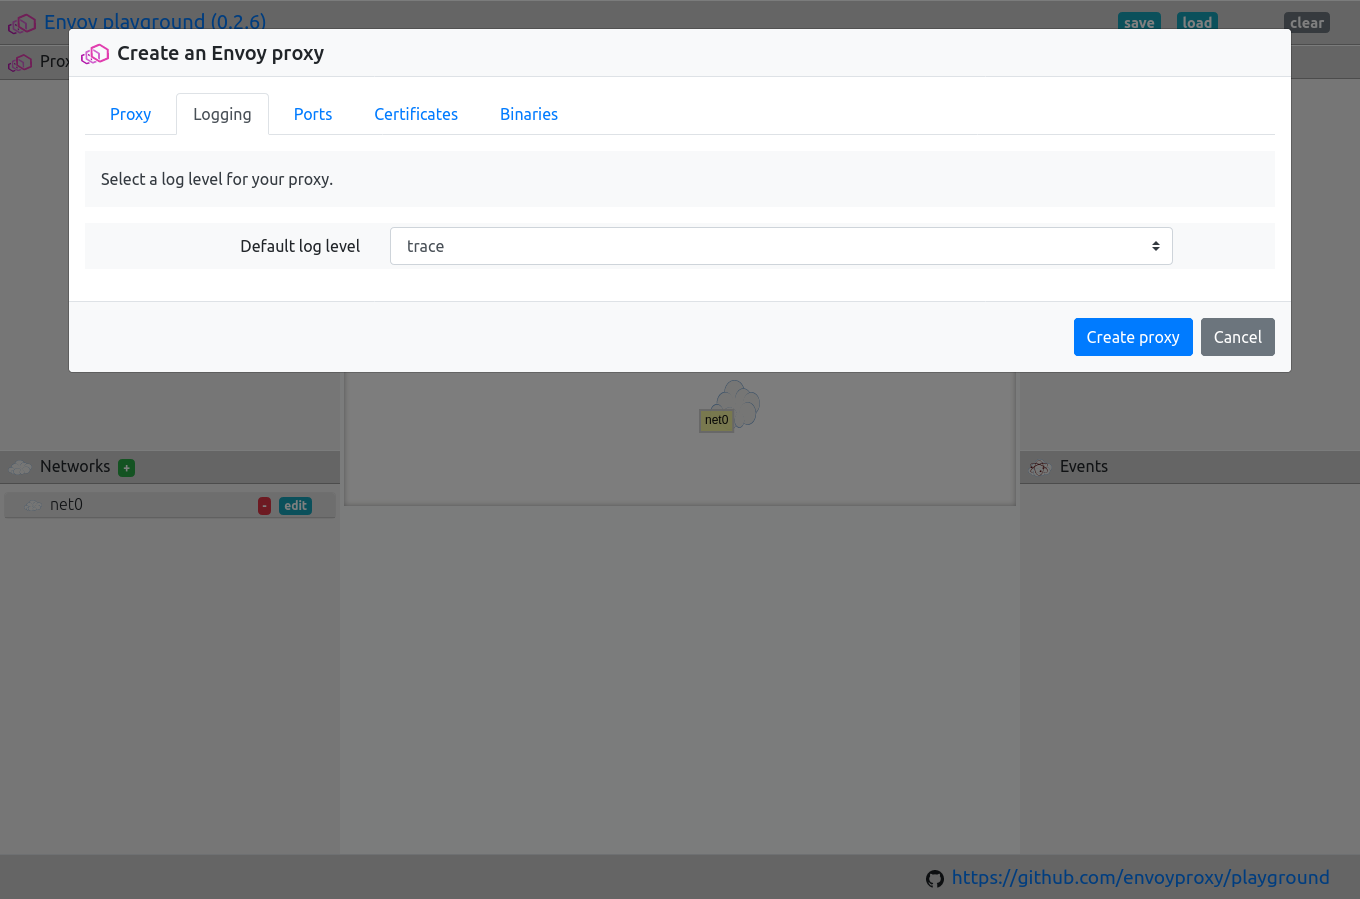 Envoy playground (0.2.6)
save
load
clear
Create an Envoy proxy
Proxy
Logging
Ports
Certificates
Binaries
Select a log level for your proxy.
Default log level
trace
Create proxy
Cancel
net0
Networks +
Events
net0
-
edit
https://github.com/envoyproxy/playground